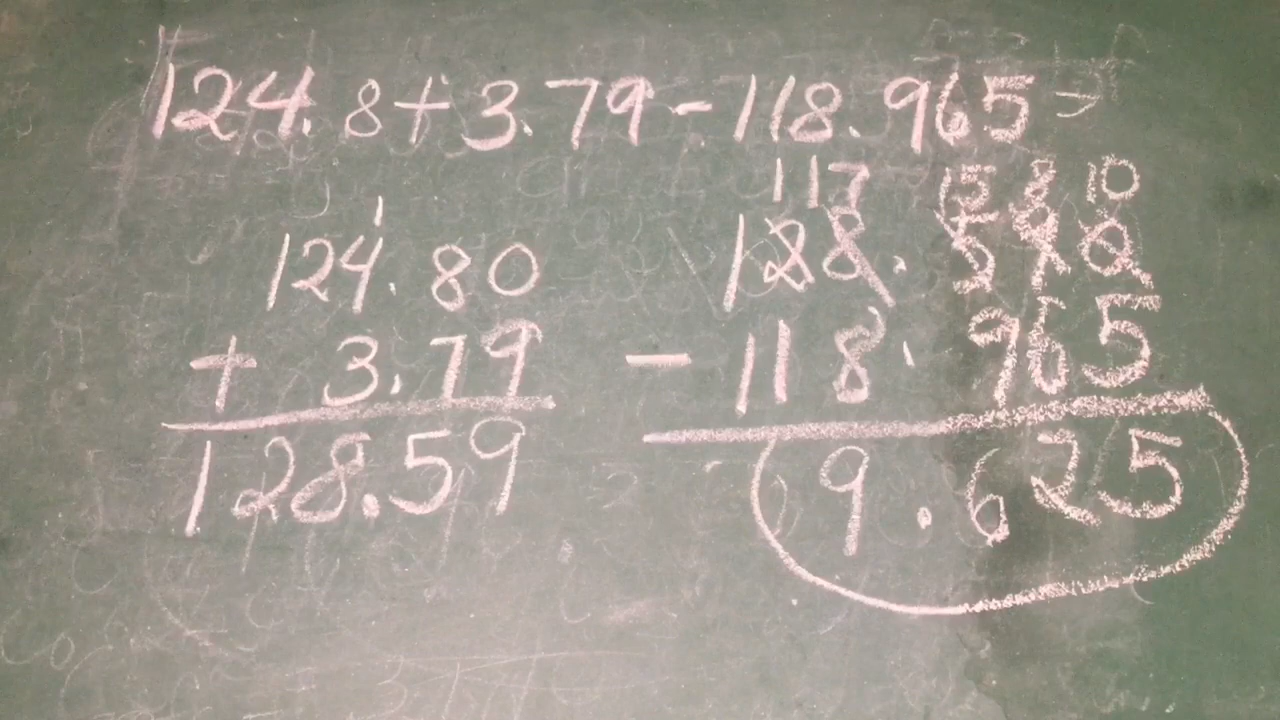 124.8+3.79-118.965=
1 117 15 8 10
124.80 128.590
+ 3.79 - 118.965
128.59 9.625